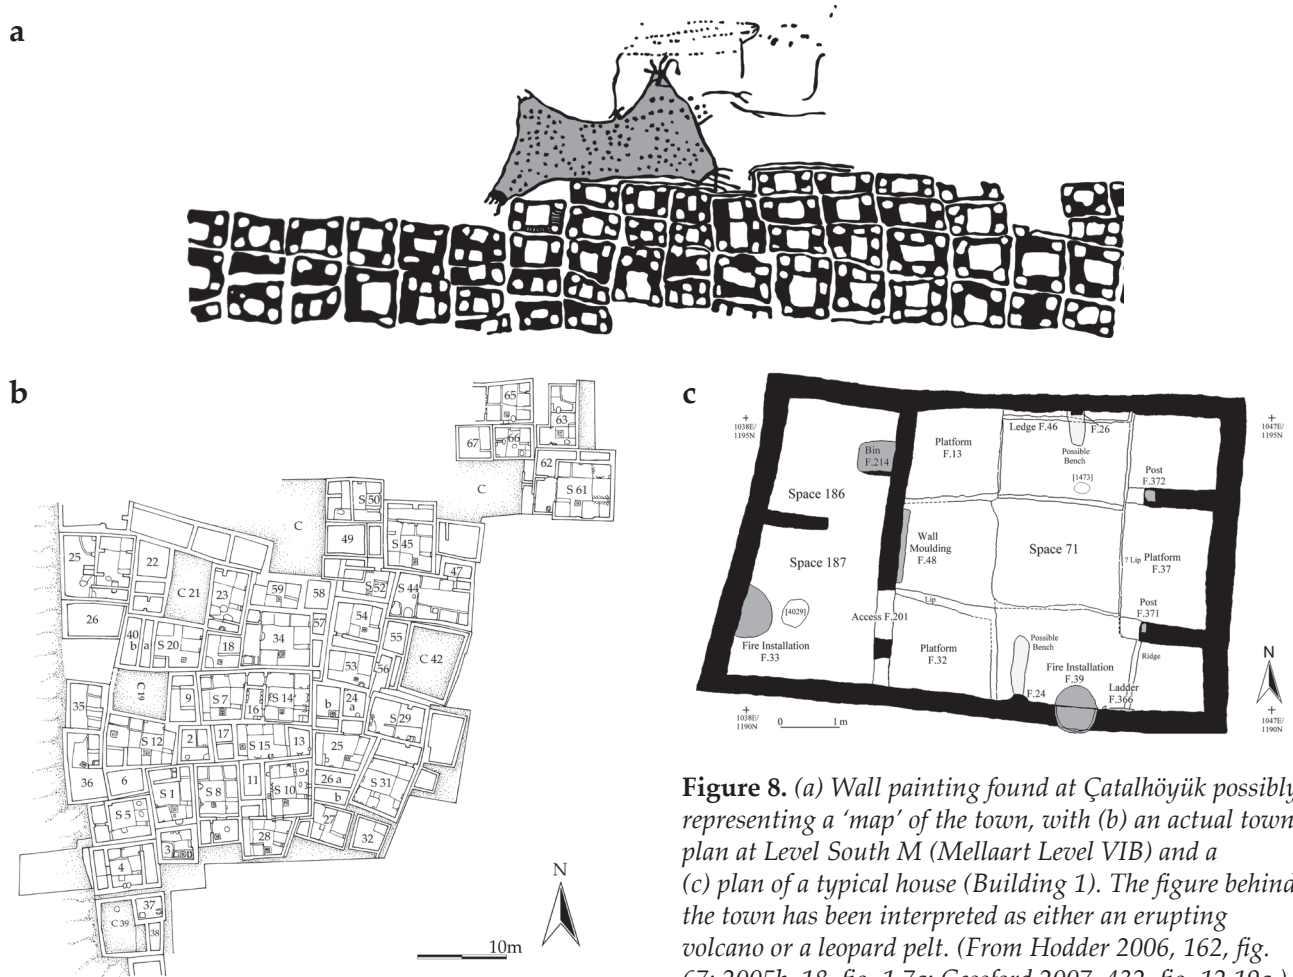 a
b
65
63
67
66
62
C
S 61
S 50
C
49
S 45
47
25
22
C 21
23
59
58
S 52
S 44
26
54
57
40
b
a
S 20
18
34
55
C 42
53
56
C 19
9
S 7
16
S 14
b
24
a
35
S 29
S 12
2
17
S 15
13
25
36
6
S 1
S 8
11
S 10
26 a
b
S 31
S 5
27
32
3
28
4
37
C 39
38
N
10m
c
1038E/
1195N
1047E/
1195N
Bin
F.214
Platform
F.13
Ledge F.46
F.26
Possible
Bench
[1473]
Post
F.372
Space 186
Wall
Moulding
F.48
Space 71
? Lip
Platform
F.37
Space 187
[4029]
Lip
Access F.201
Post
F.371
Fire Installation
F.33
Platform
F.32
Possible
Bench
Fire Installation
F.39
Ridge
F.24
Ladder
F.366
N
1038E/
1190N
0 1 m
1047E/
1190N
Figure 8. (a) Wall painting found at Çatalhöyük possibly
representing a ‘map’ of the town, with (b) an actual town
plan at Level South M (Mellaart Level VIB) and a
(c) plan of a typical house (Building 1). The figure behind
the town has been interpreted as either an erupting
volcano or a leopard pelt. (From Hodder 2006, 162, fig.